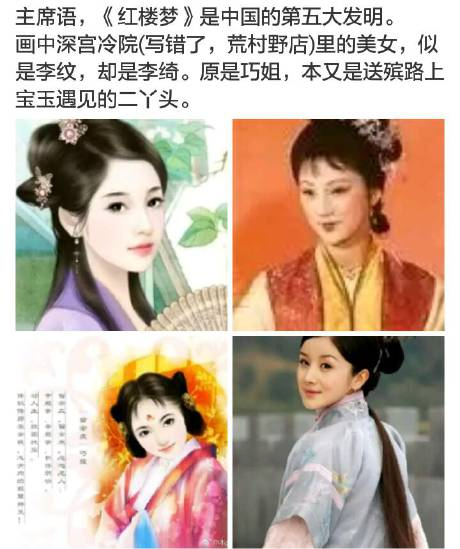 主席语，《红楼梦》是中国的第五大发明。
画中深宫冷院(写错了，荒村野店)里的美女，似
是李纹，却是李绮。原是巧姐，本又是送殡路上
宝玉遇见的二丫头。
巧姐